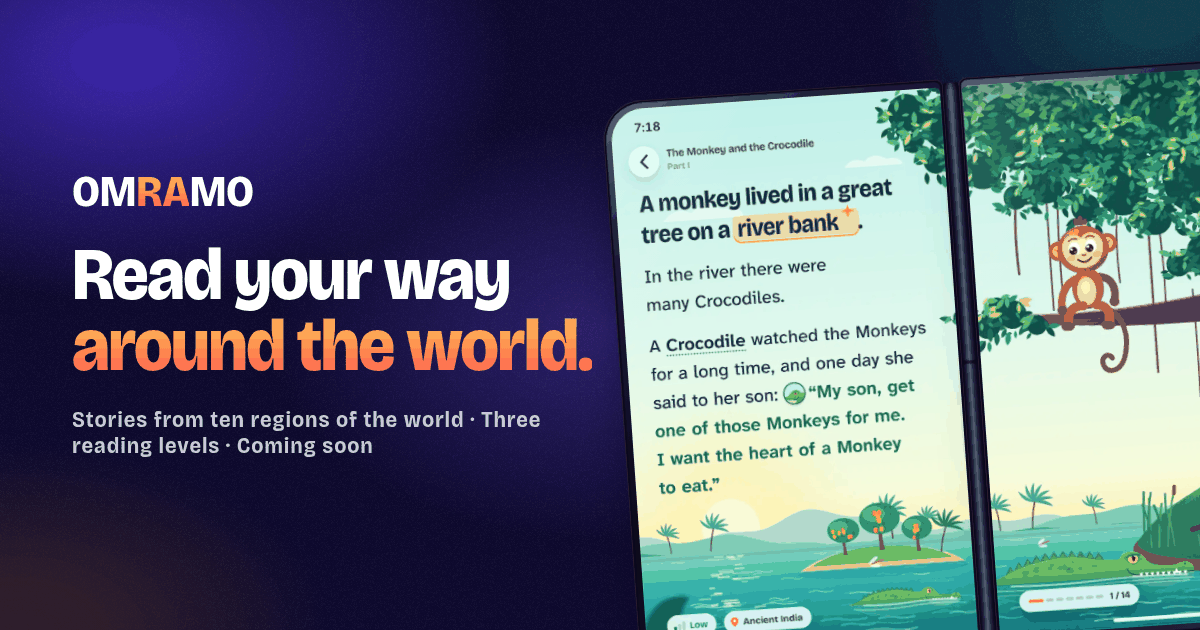 OMRAMO
Read your way
around the world.
Stories from ten regions of the world · Three
reading levels · Coming soon
7:18
The Monkey and the Crocodile
Part I
A monkey lived in a great
tree on a river bank.
In the river there were
many Crocodiles.
A Crocodile watched the Monkeys
for a long time, and one day she
said to her son: “My son, get
one of those Monkeys for me.
I want the heart of a Monkey
to eat.”
Low
Ancient India
1 / 14